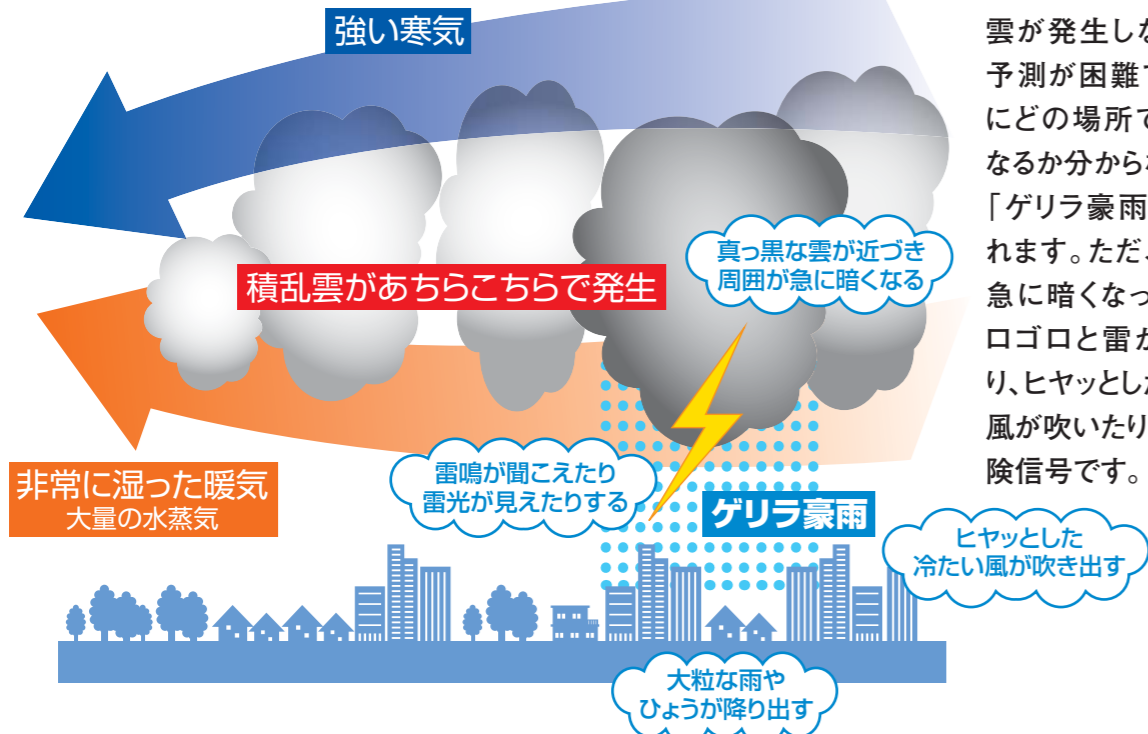 強い寒気
積乱雲があちらこちらで発生
真っ黒な雲が近づき
周囲が急に暗くなる
非常に湿った暖気
大量の水蒸気
雷鳴が聞こえたり
雷光が見えたりする
ゲリラ豪雨
ヒヤッとした
冷たい風が吹き出す
大粒な雨や
ひょうが降り出す
雲が発生しな
予測が困難
にどの場所で
なるか分からな
「ゲリラ豪雨
れます。ただ、
急に暗くなっ
ロゴロと雷が
り、ヒヤッとした
風が吹いたり
険信号です。